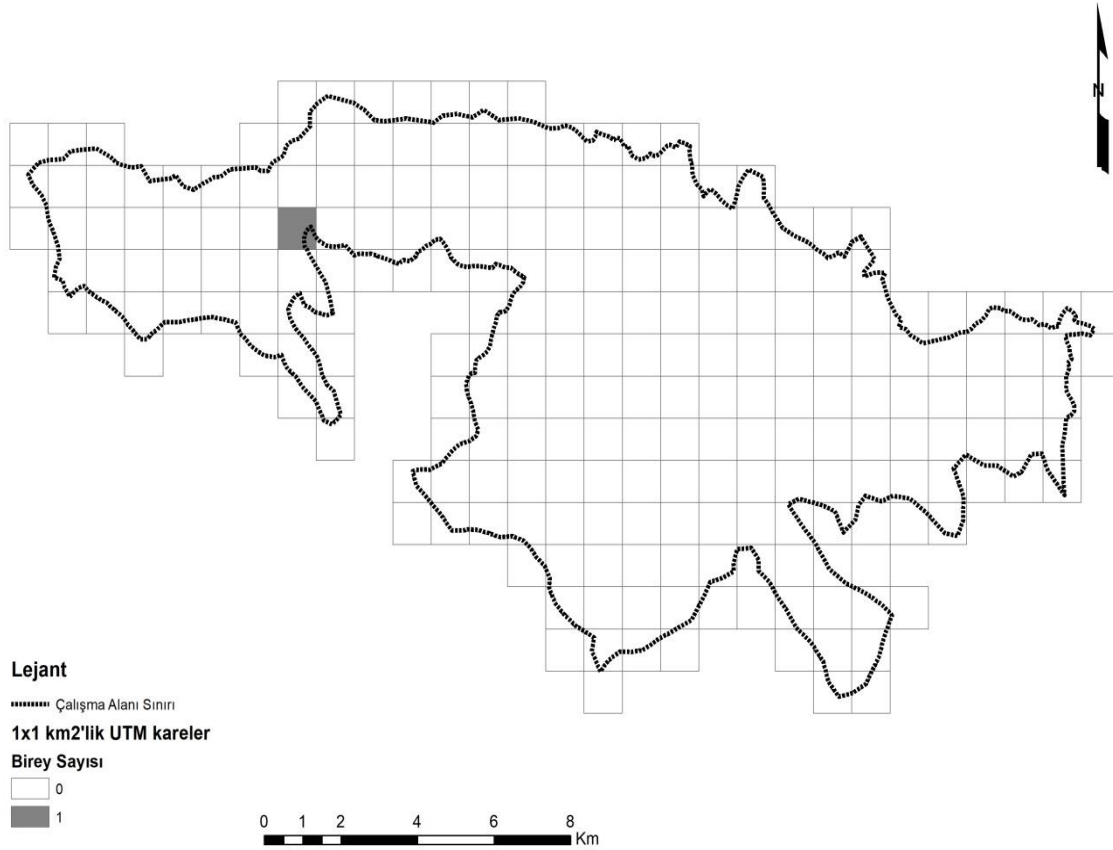 N
Lejant
Çalışma Alanı Sınırı
1x1 km2'lik UTM kareler
Birey Sayısı
0
1
0 1 2 4 6 8
Km